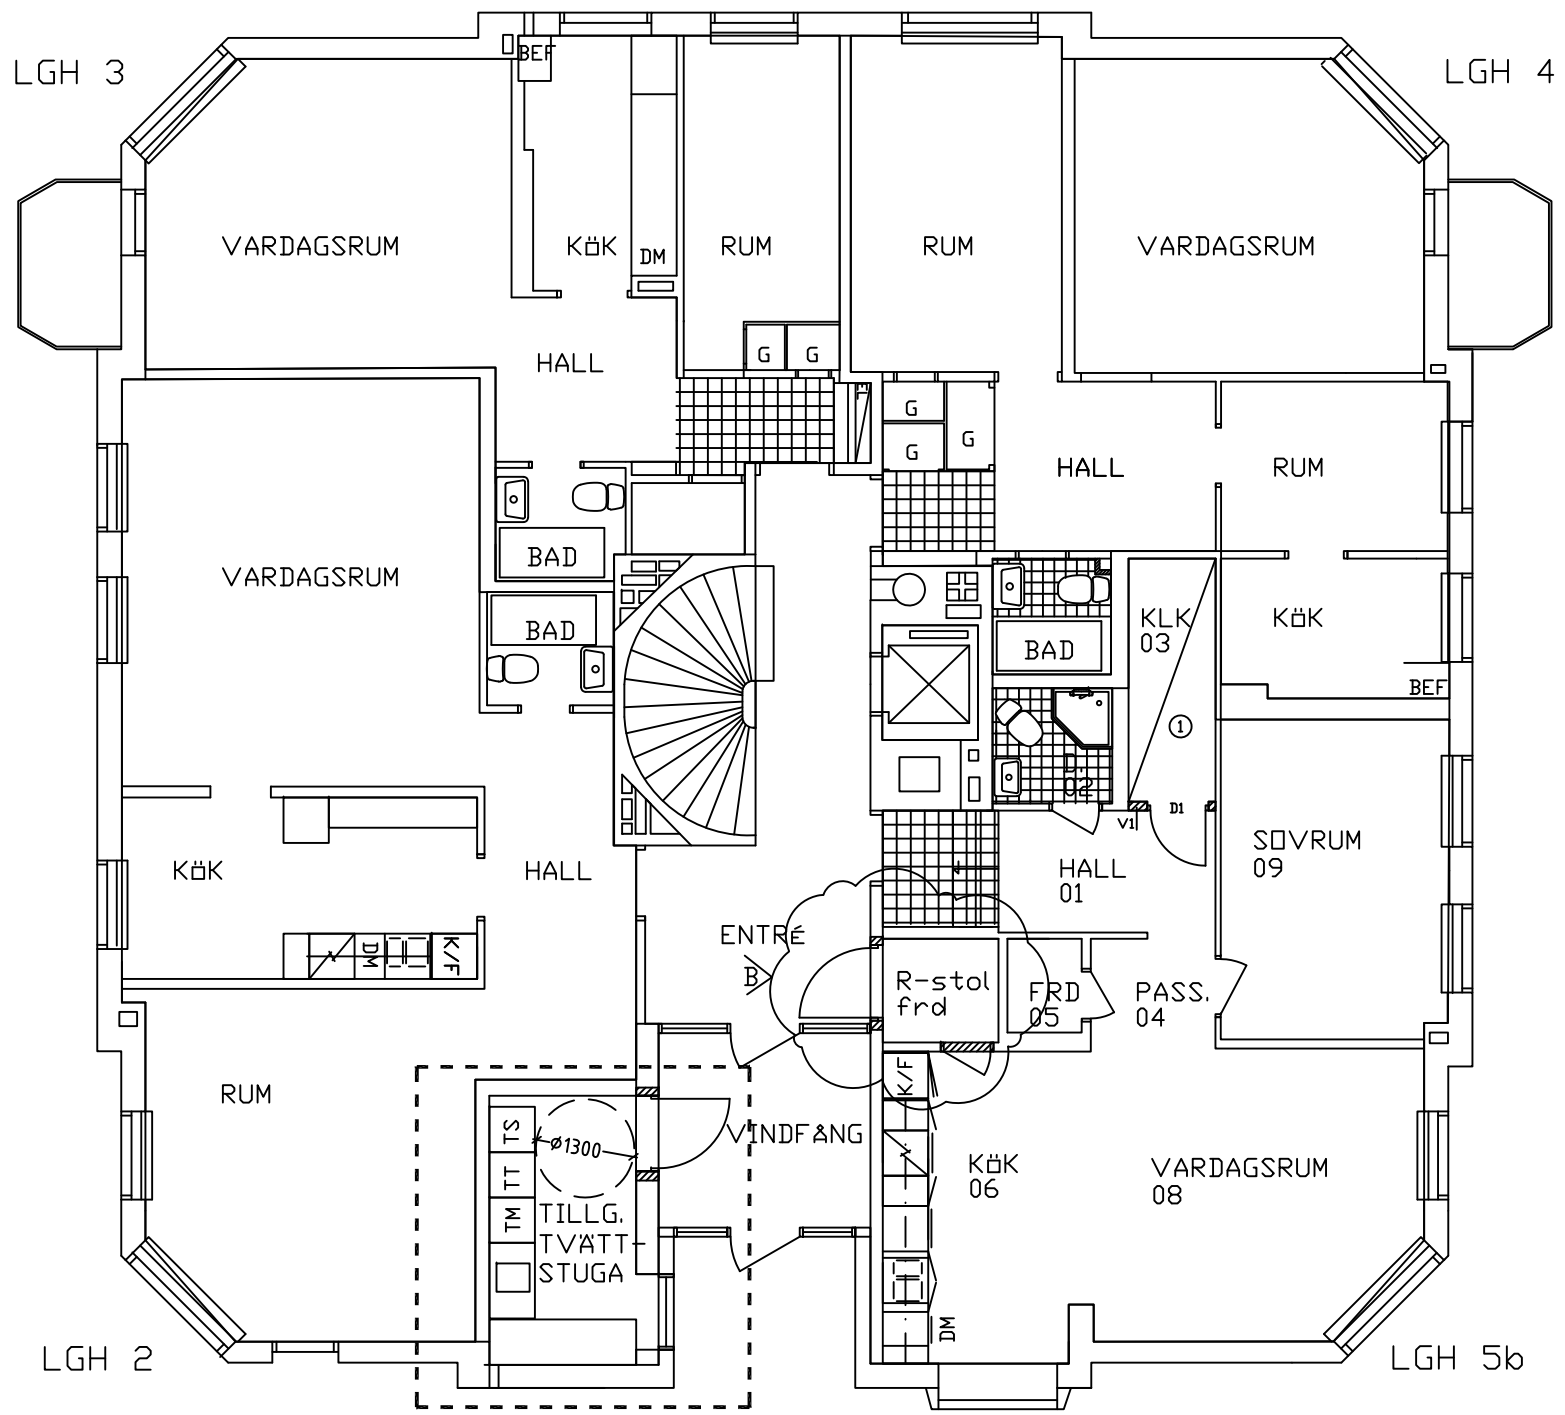 LGH 3
LGH 4
BEF
VARDAGSRUM
KöK
DM
RUM
RUM
VARDAGSRUM
HALL
G
G
EL
G
G
G
HALL
RUM
BAD
VARDAGSRUM
BAD
KLK
03
KöK
BAD
BEF
1
D
02
V1
D1
SOVRUM
09
KöK
HALL
HALL
01
DM
K/F
ENTRÉ
B
R-stol
frd
FRD
05
PASS.
04
RUM
K/F
TS
ø1300
VINDFÅNG
TT
KöK
06
VARDAGSRUM
08
TM
TILLG.
TVÄTT-
STUGA
DM
LGH 2
LGH 5b